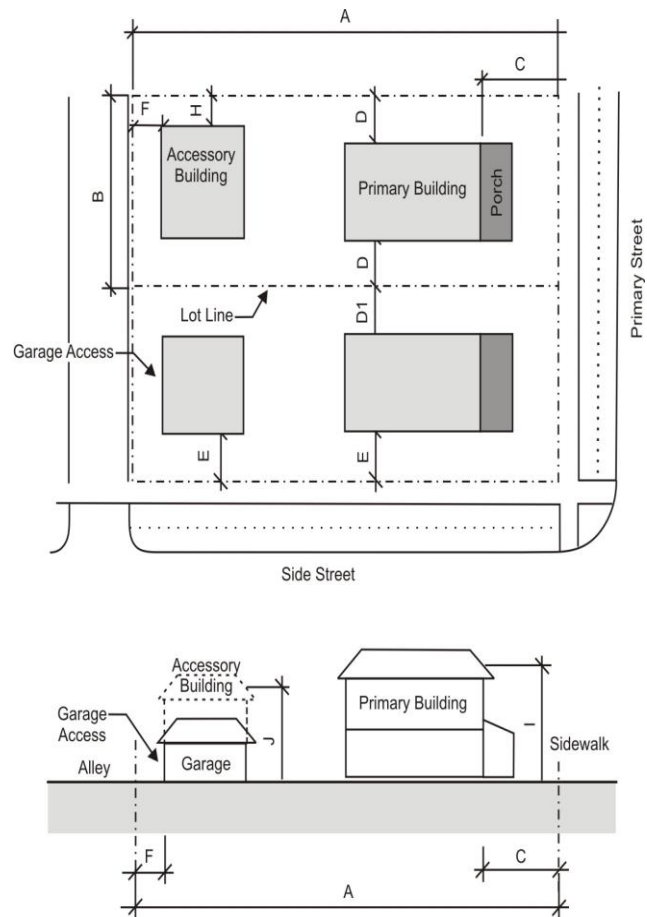 A
C
F
H
D
Accessory
Building
Primary Building
Porch
B
D
Lot Line
D1
Garage Access
Primary Street
E
E
Side Street
Accessory
Building
Garage
Access
Primary Building
J
I
Sidewalk
Alley
Garage
F
C
A